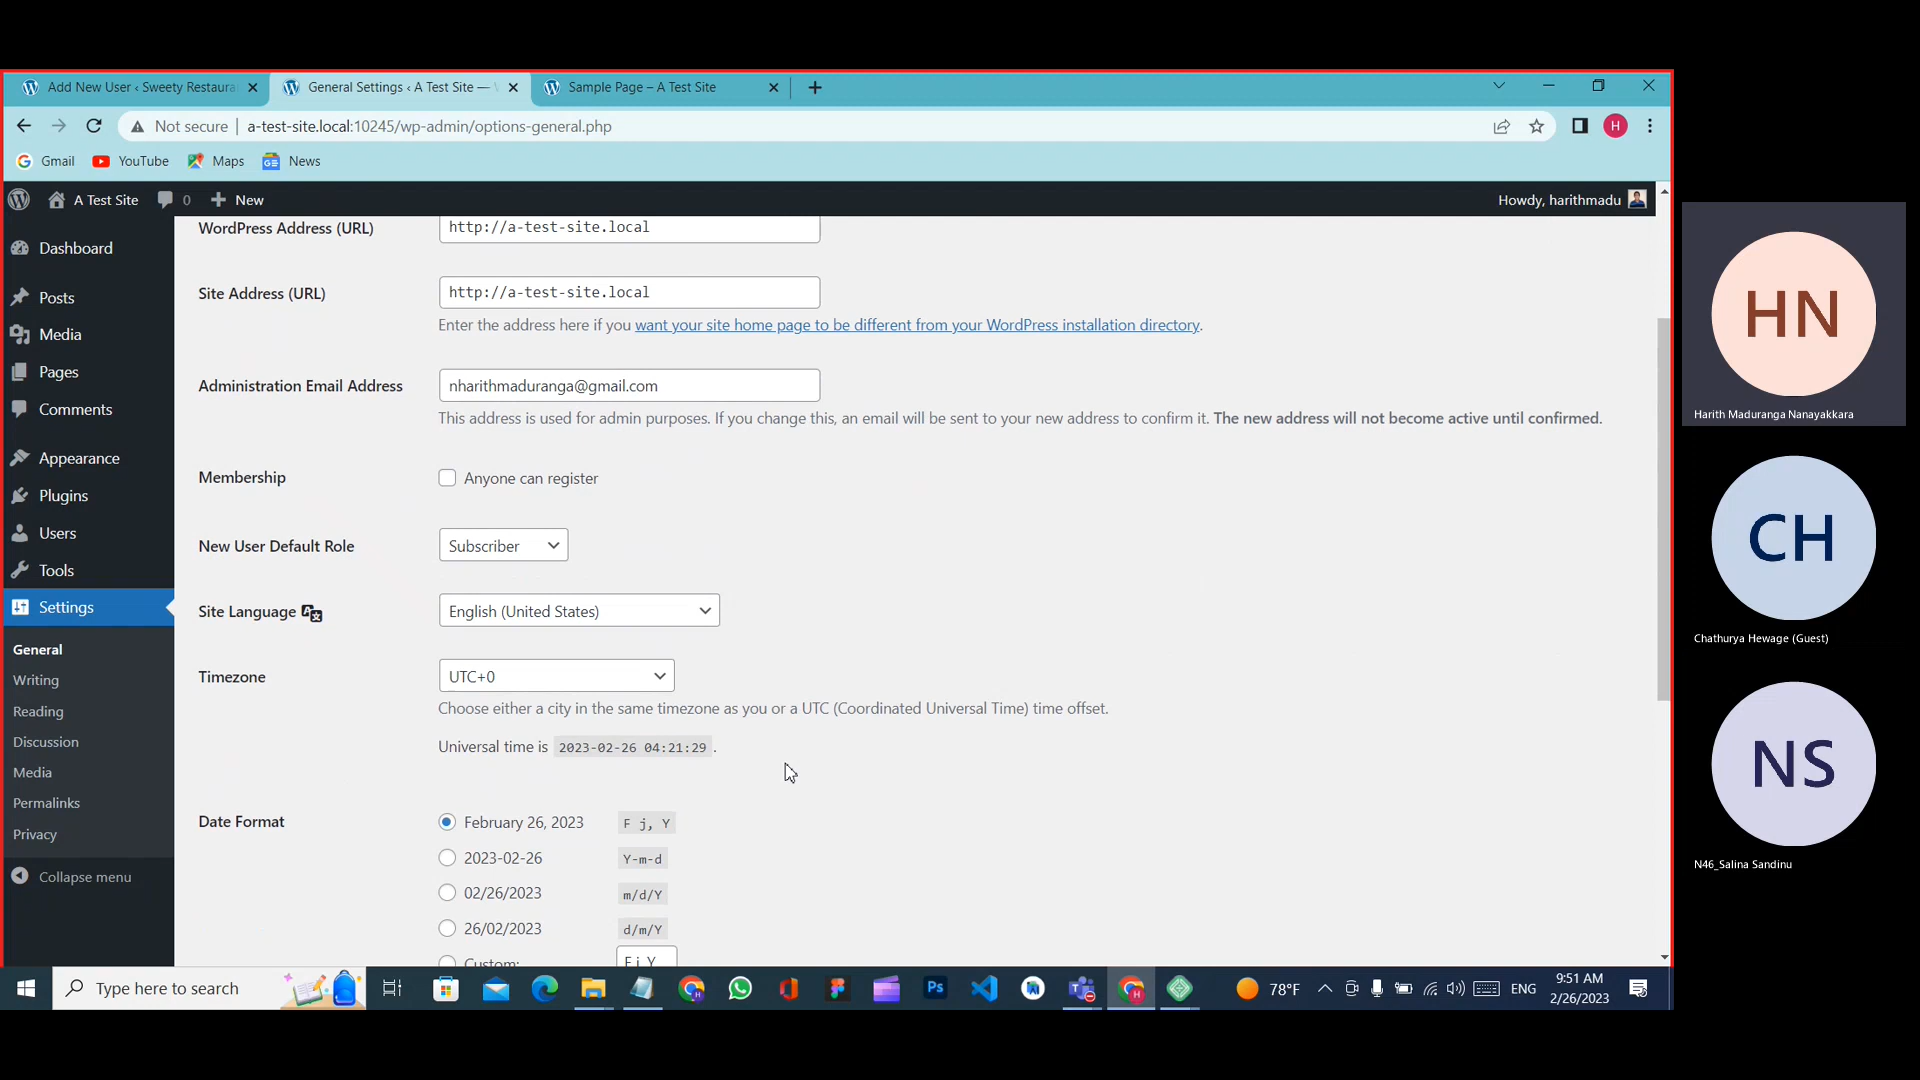 Add New User ‹ Sweety Restaura
General Settings ‹ A Test Site —
Sample Page – A Test Site
Not secure
a-test-site.local:10245/wp-admin/options-general.php
H
Gmail
YouTube
Maps
News
A Test Site
0
New
Howdy, harithmadu
Dashboard
Posts
Media
Pages
Comments
Appearance
Plugins
Users
Tools
Settings
General
Writing
Reading
Discussion
Media
Permalinks
Privacy
Collapse menu
WordPress Address (URL)
http://a-test-site.local
Site Address (URL)
http://a-test-site.local
Enter the address here if you want your site home page to be different from your WordPress installation directory.
Administration Email Address
nharithmaduranga@gmail.com
This address is used for admin purposes. If you change this, an email will be sent to your new address to confirm it. The new address will not become active until confirmed.
Membership
Anyone can register
New User Default Role
Subscriber
Site Language
English (United States)
Timezone
UTC+0
Choose either a city in the same timezone as you or a UTC (Coordinated Universal Time) time offset.
Universal time is 2023-02-26 04:21:29 .
Date Format
February 26, 2023 F j, Y
2023-02-26 Y-m-d
02/26/2023 m/d/Y
26/02/2023 d/m/Y
Custom: F j, Y
Type here to search
Ps
78°F
ENG
9:51 AM
2/26/2023
HN
Harith Maduranga Nanayakkara
CH
Chathurya Hewage (Guest)
NS
N46_Salina Sandinu